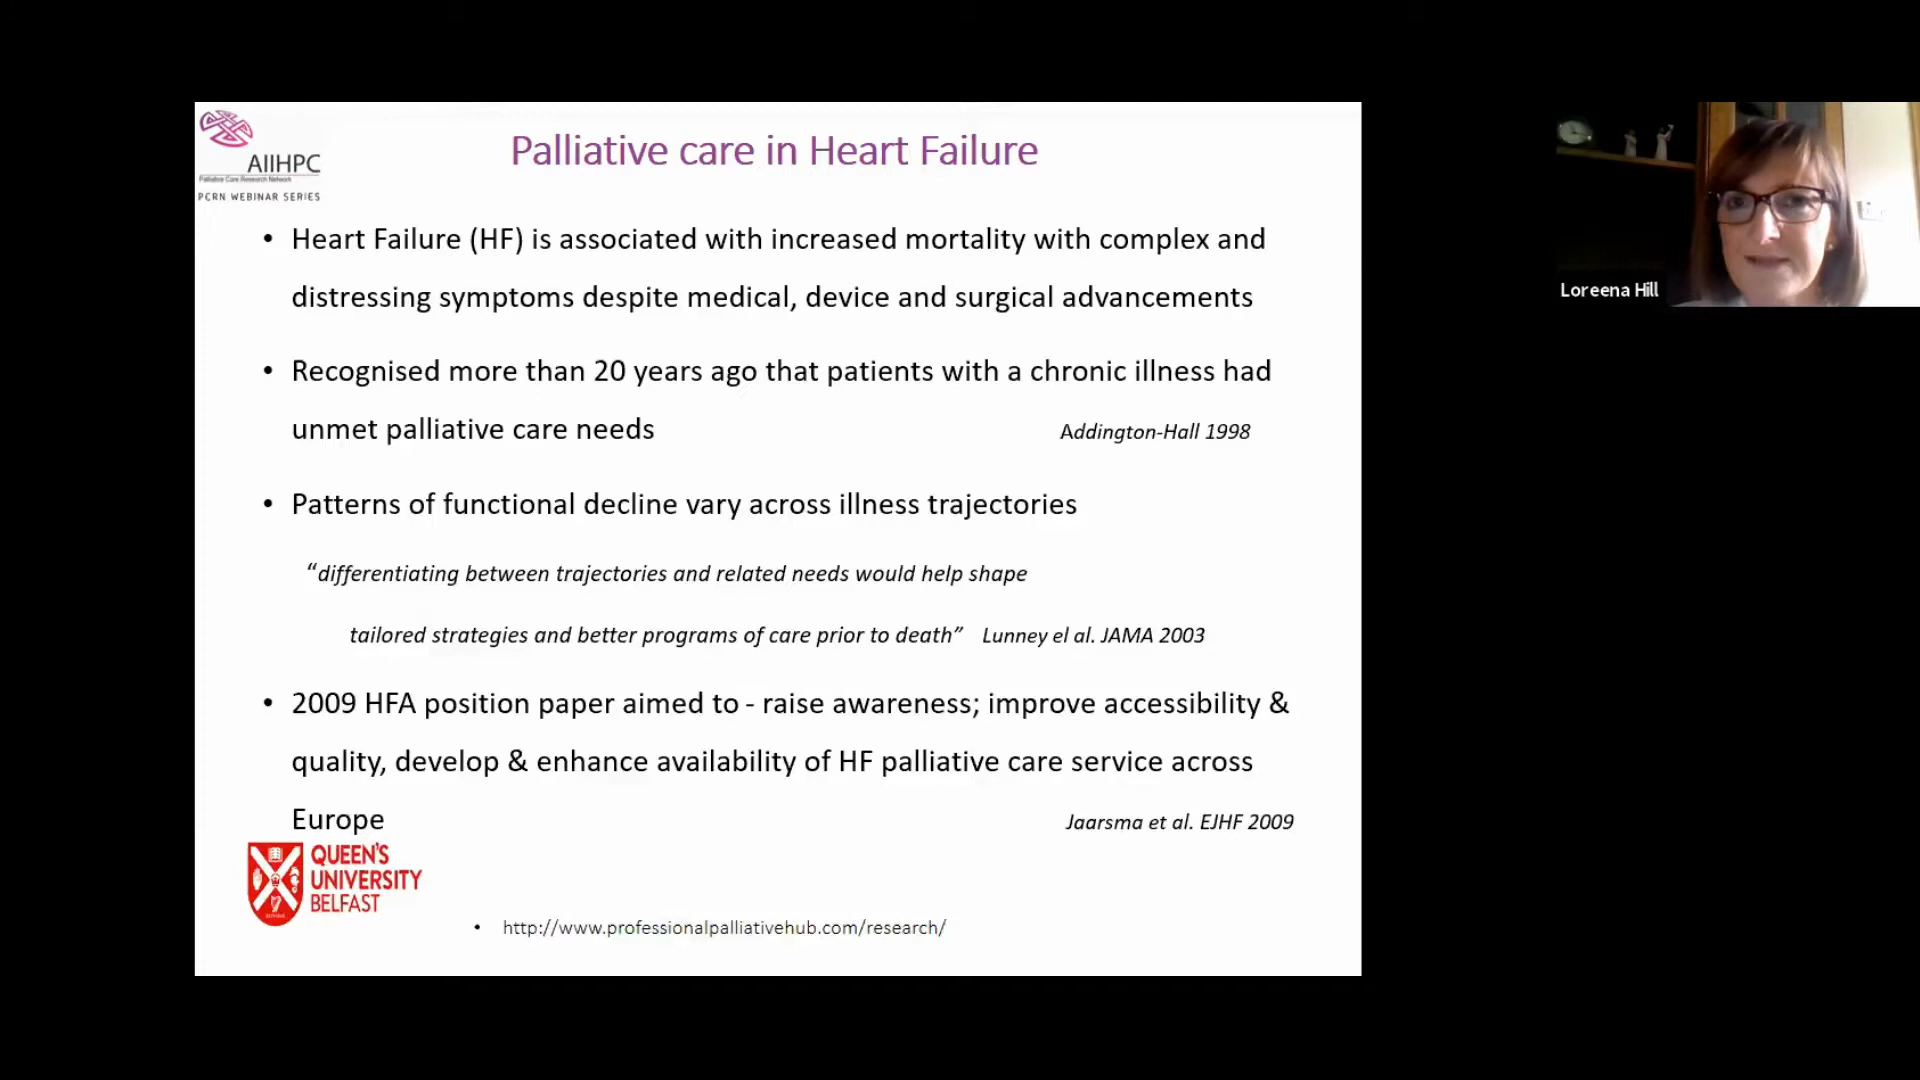 AIIHPC
Palliative Care Research Network
PCRN WEBINAR SERIES
Palliative care in Heart Failure
• Heart Failure (HF) is associated with increased mortality with complex and
distressing symptoms despite medical, device and surgical advancements
• Recognised more than 20 years ago that patients with a chronic illness had
unmet palliative care needs Addington-Hall 1998
• Patterns of functional decline vary across illness trajectories
“differentiating between trajectories and related needs would help shape
tailored strategies and better programs of care prior to death” Lunney el al. JAMA 2003
• 2009 HFA position paper aimed to - raise awareness; improve accessibility &
quality, develop & enhance availability of HF palliative care service across
Europe Jaarsma et al. EJHF 2009
QUEEN'S
UNIVERSITY
BELFAST
• http://www.professionalpalliativehub.com/research/
Loreena Hill